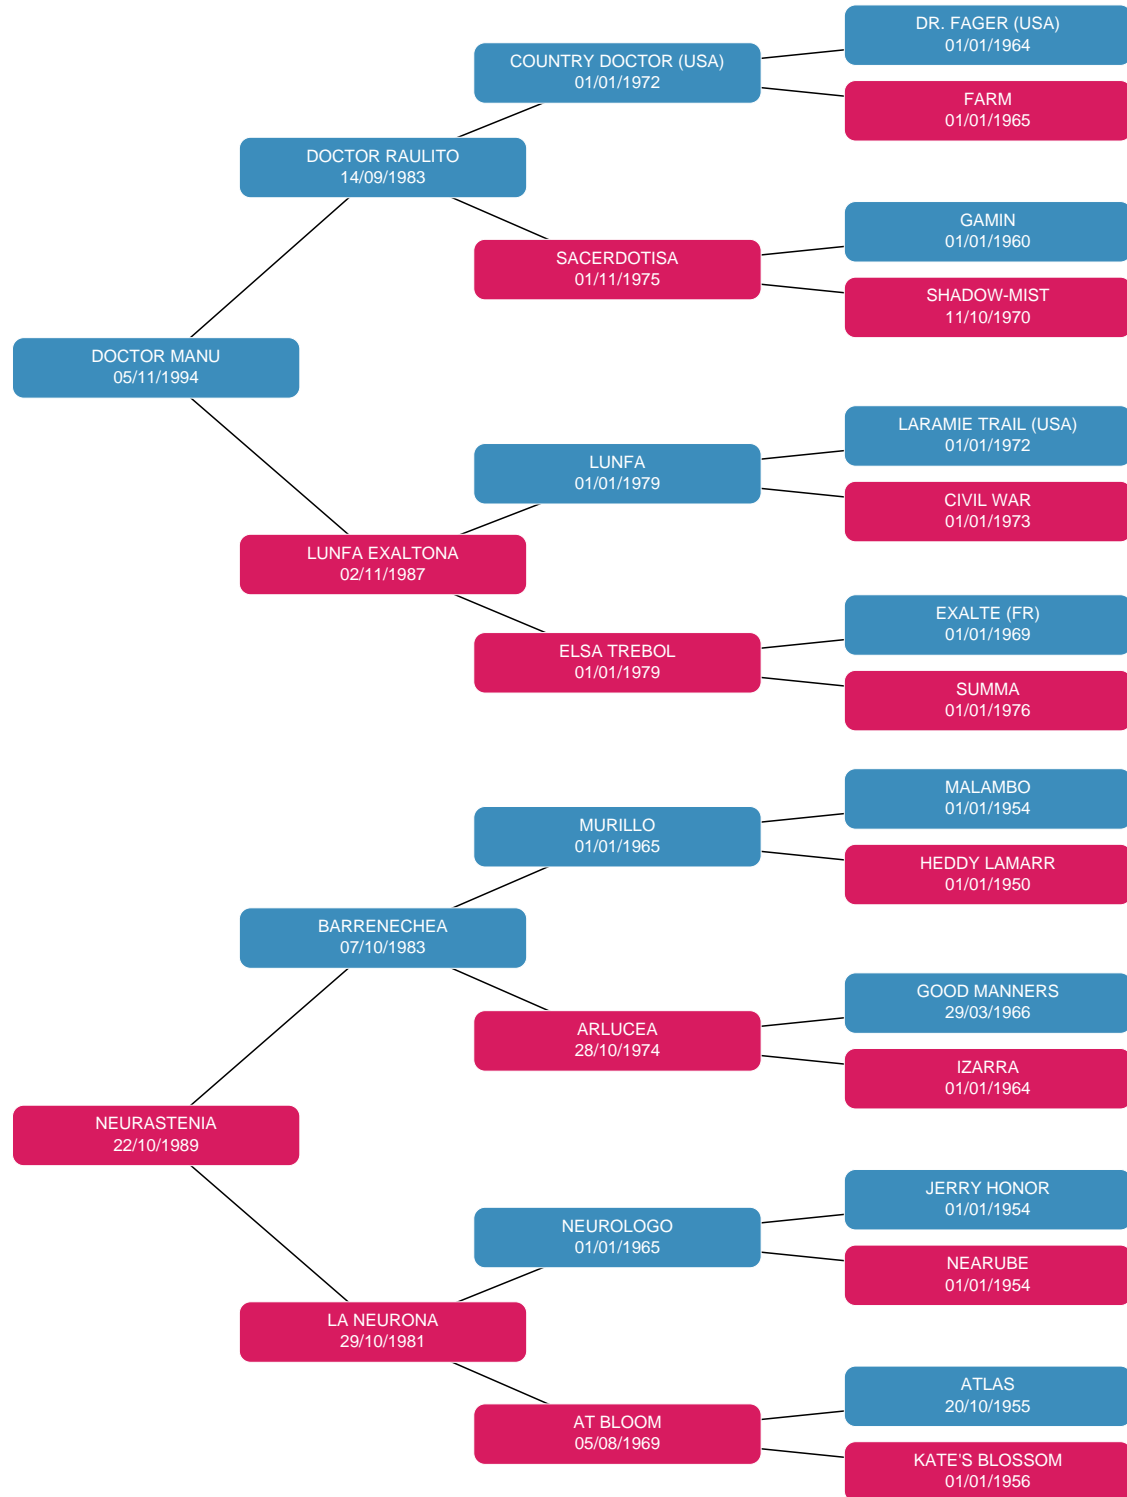 DR. FAGER (USA)
01/01/1964
COUNTRY DOCTOR (USA)
01/01/1972
FARM
01/01/1965
DOCTOR RAULITO
14/09/1983
GAMIN
01/01/1960
SACERDOTISA
01/11/1975
SHADOW-MIST
11/10/1970
DOCTOR MANU
05/11/1994
LARAMIE TRAIL (USA)
01/01/1972
LUNFA
01/01/1979
CIVIL WAR
01/01/1973
LUNFA EXALTONA
02/11/1987
EXALTE (FR)
01/01/1969
ELSA TREBOL
01/01/1979
SUMMA
01/01/1976
MALAMBO
01/01/1954
MURILLO
01/01/1965
HEDDY LAMARR
01/01/1950
BARRENECHEA
07/10/1983
GOOD MANNERS
29/03/1966
ARLUCEA
28/10/1974
IZARRA
01/01/1964
NEURASTENIA
22/10/1989
JERRY HONOR
01/01/1954
NEUROLOGO
01/01/1965
NEARUBE
01/01/1954
LA NEURONA
29/10/1981
ATLAS
20/10/1955
AT BLOOM
05/08/1969
KATE'S BLOSSOM
01/01/1956